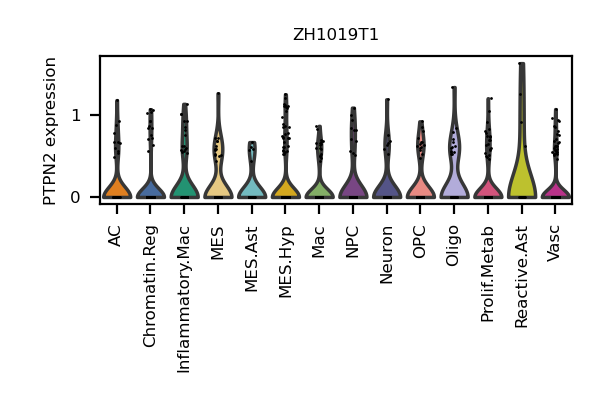 ZH1019T1
PTPN2 expression
1
0
AC
Chromatin.Reg
Inflammatory.Mac
MES
MES.Ast
MES.Hyp
Mac
NPC
Neuron
OPC
Oligo
Prolif.Metab
Reactive.Ast
Vasc